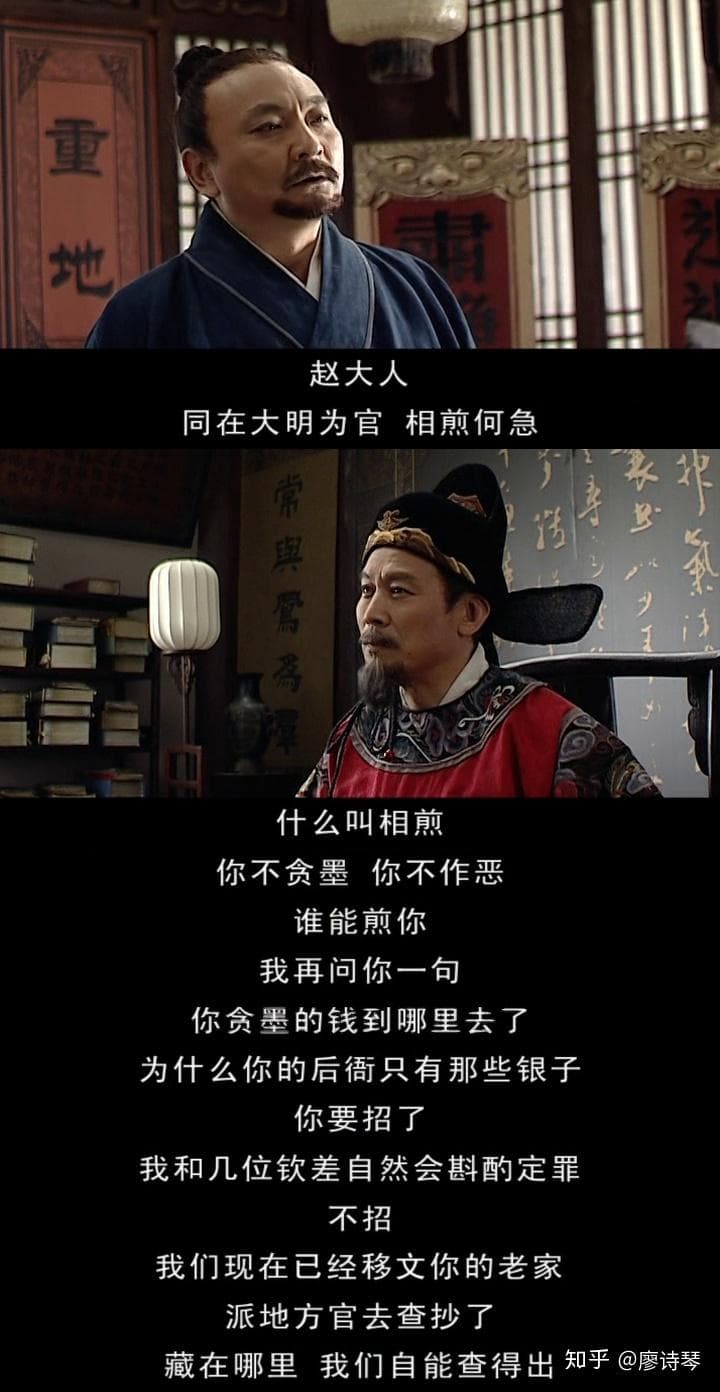 重地
肃
赵大人
同在大明为官 相煎何急
常與鷺為
什么叫相煎
你不贪墨 你不作恶
谁能煎你
我再问你一句
你贪墨的钱到哪里去了
为什么你的后衙只有那些银子
你要招了
我和几位钦差自然会斟酌定罪
不招
我们现在已经移文你的老家
派地方官去查抄了
藏在哪里 我们自能查得出
知乎 @廖诗琴